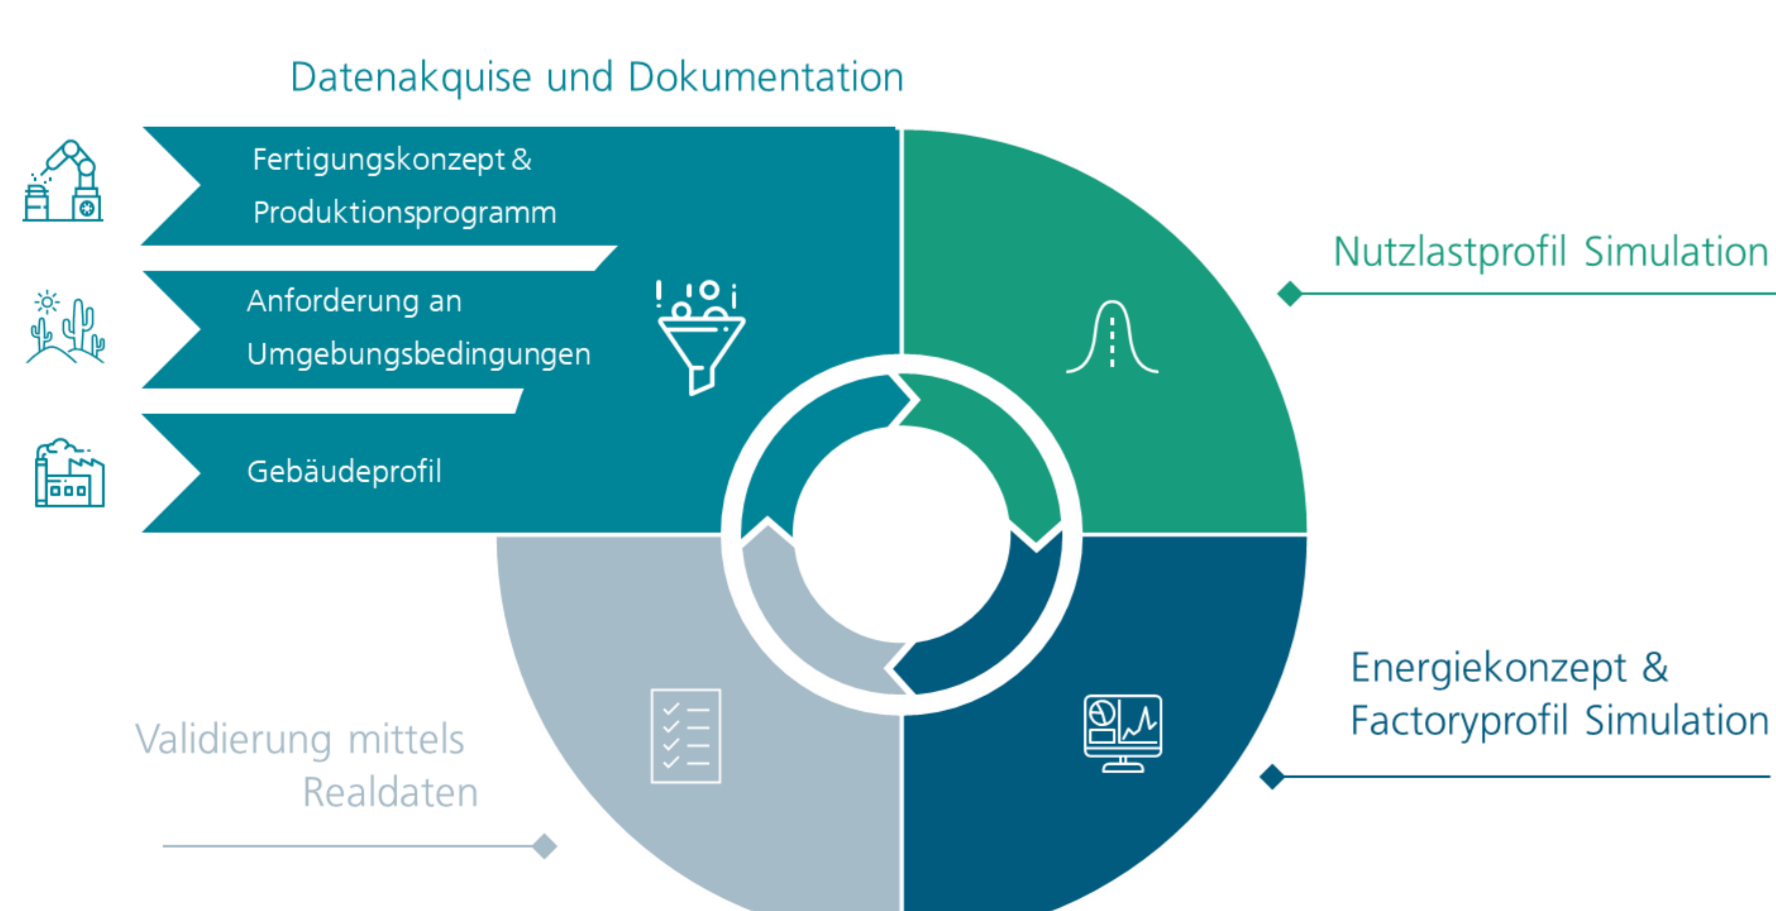 Datenakquise und Dokumentation
Fertigungskonzept &
Produktionsprogramm
Anforderung an
Umgebungsbedingungen
Gebäudeprofil
Nutzlastprofil Simulation
Energiekonzept &
Factoryprofil Simulation
Validierung mittels
Realdaten